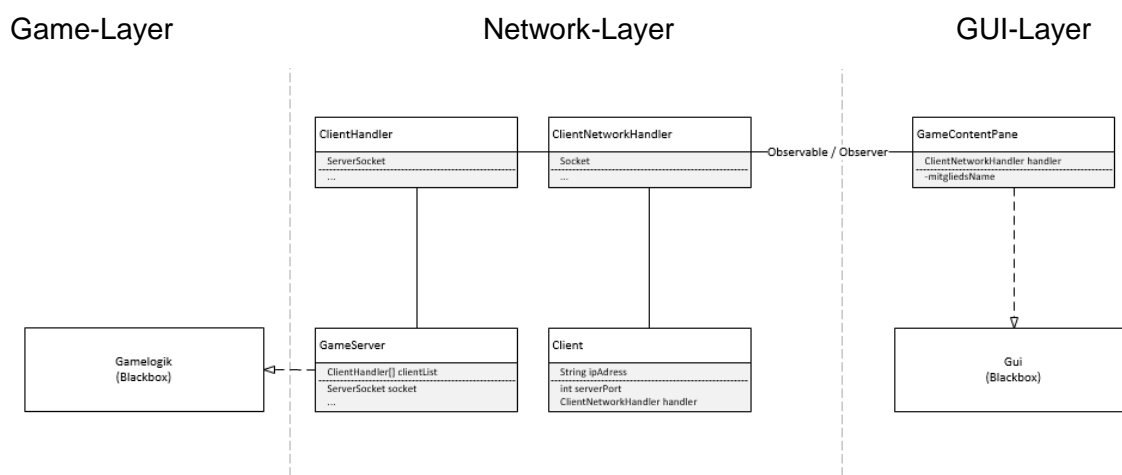 Game-Layer
Network-Layer
GUI-Layer
ClientHandler
ServerSocket
...
ClientNetworkHandler
Socket
...
Observable / Observer
GameContentPane
ClientNetworkHandler handler
-mitgliedsName
Gamelogik
(Blackbox)
GameServer
ClientHandler[] clientList
ServerSocket socket
...
Client
String ipAdress
int serverPort
ClientNetworkHandler handler
Gui
(Blackbox)